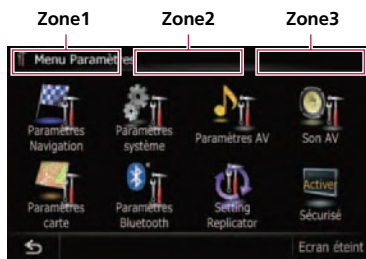 Zone1 Zone2 Zone3
Menu Paramètres
Paramètres Navigation
Paramètres système
Paramètres AV
Son AV
Paramètres carte
Paramètres Bluetooth
Setting Replicator
Activer
Sécurisé
Ecran éteint